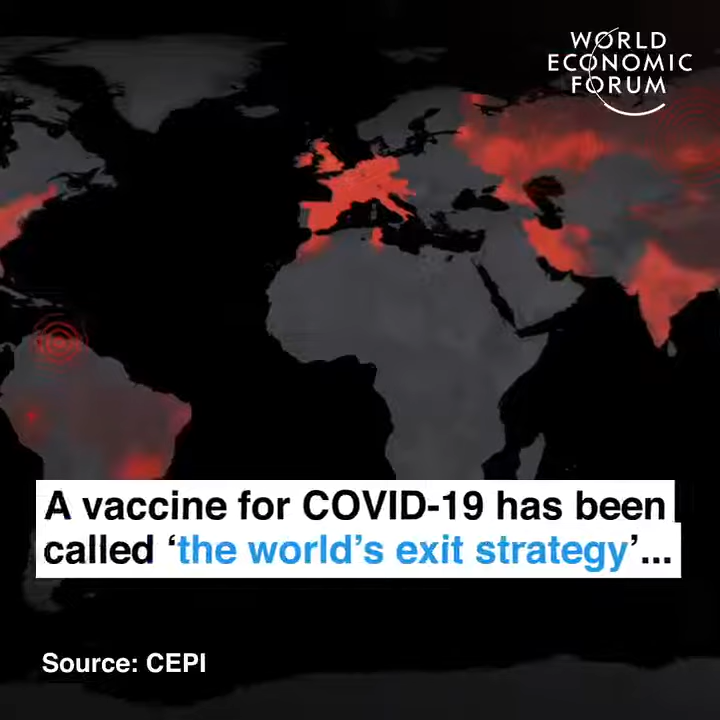 WORLD
ECONOMIC
FORUM
A vaccine for COVID-19 has been
called ‘the world’s exit strategy’...
Source: CEPI